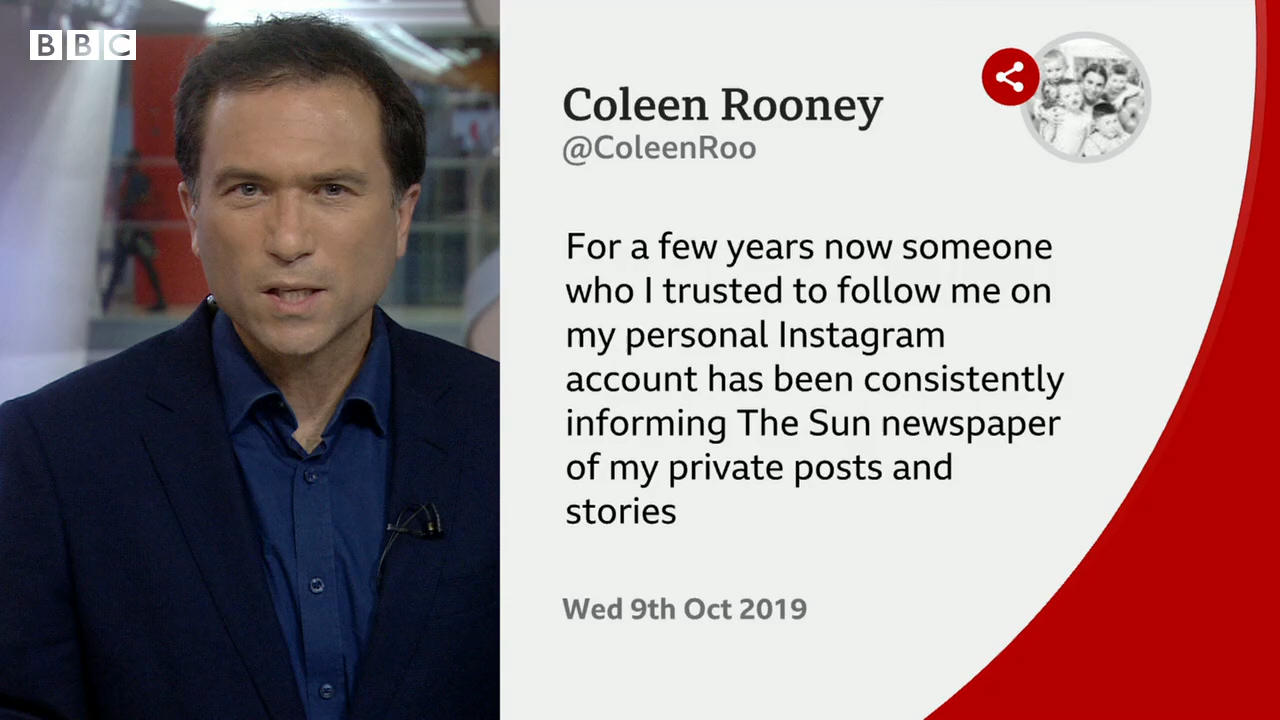 BBC
Coleen Rooney
@ColeenRoo
For a few years now someone
who I trusted to follow me on
my personal Instagram
account has been consistently
informing The Sun newspaper
of my private posts and
stories
Wed 9th Oct 2019